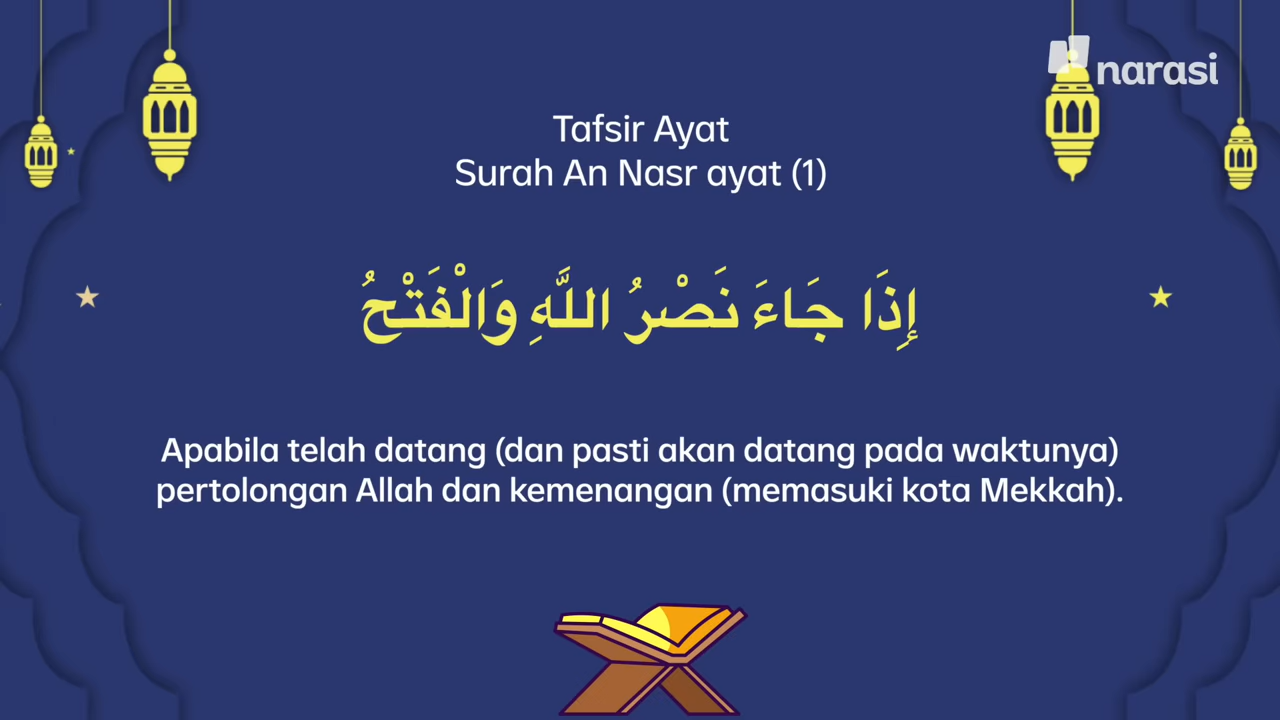 narasi
Tafsir Ayat
Surah An Nasr ayat (1)
إِذَا جَاءَ نَصْرُ اللَّهِ وَالْفَتْحُ
Apabila telah datang (dan pasti akan datang pada waktunya)
pertolongan Allah dan kemenangan (memasuki kota Mekkah).